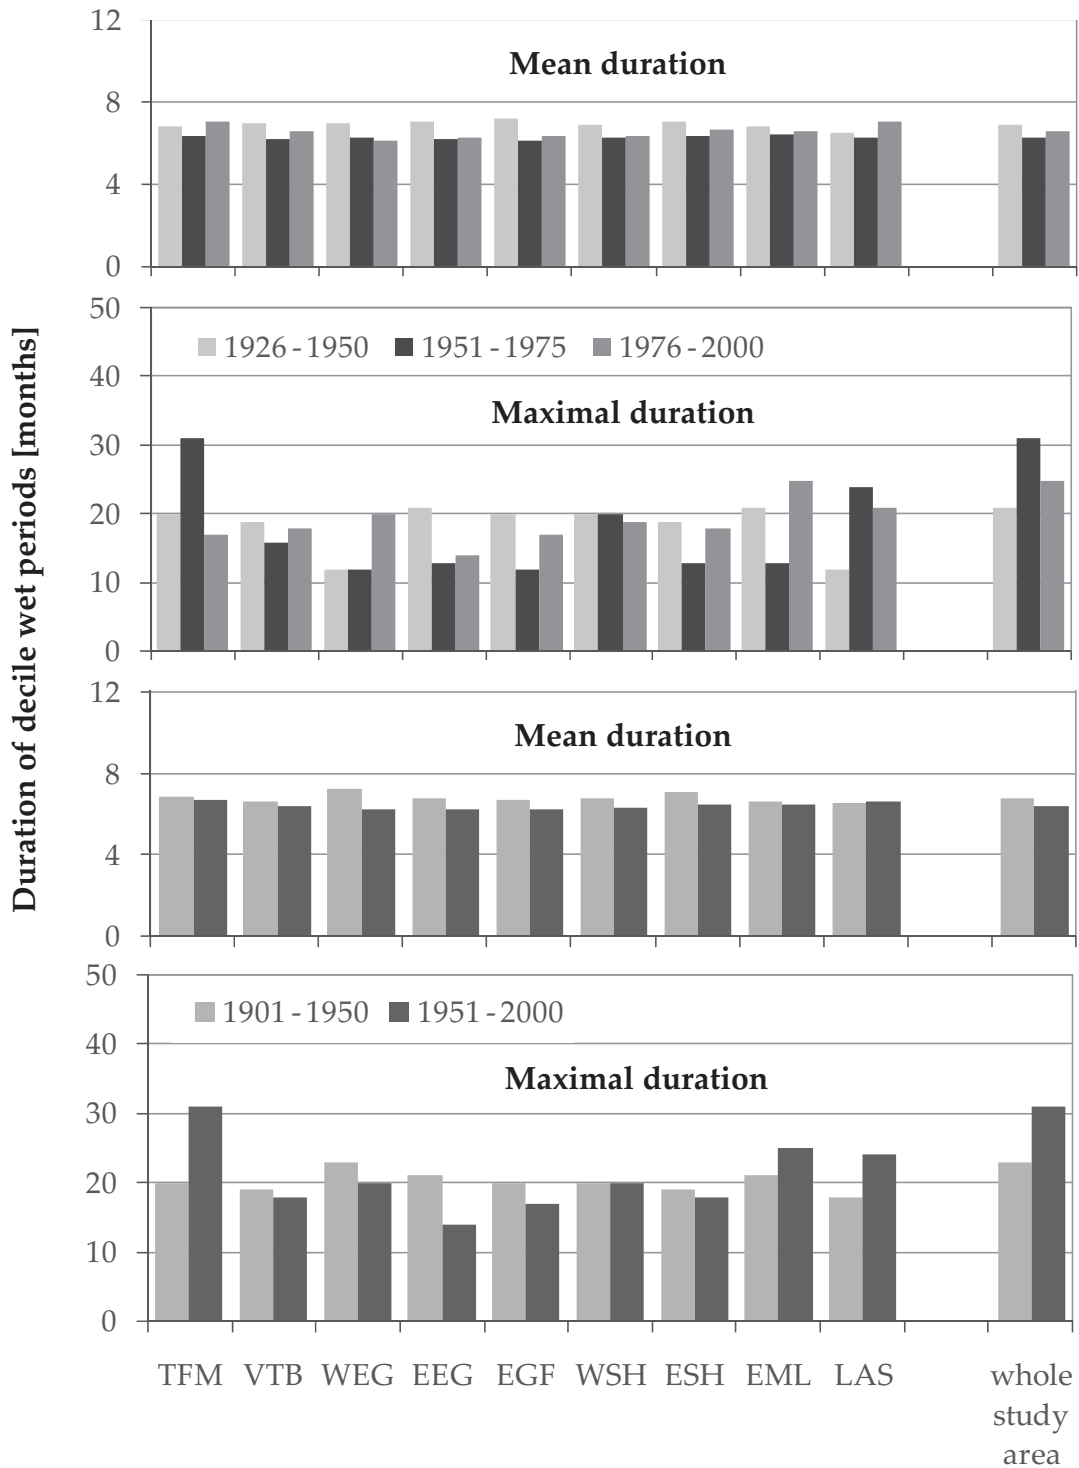 Duration of decile wet periods [months]
12
Mean duration
8
4
0
50
1926 - 1950 1951 - 1975 1976 - 2000
40
Maximal duration
30
20
10
0
12
Mean duration
8
4
0
50
1901 - 1950 1951 - 2000
40
Maximal duration
30
20
10
0
TFM VTB WEG EEG EGF WSH ESH EML LAS whole
study
area